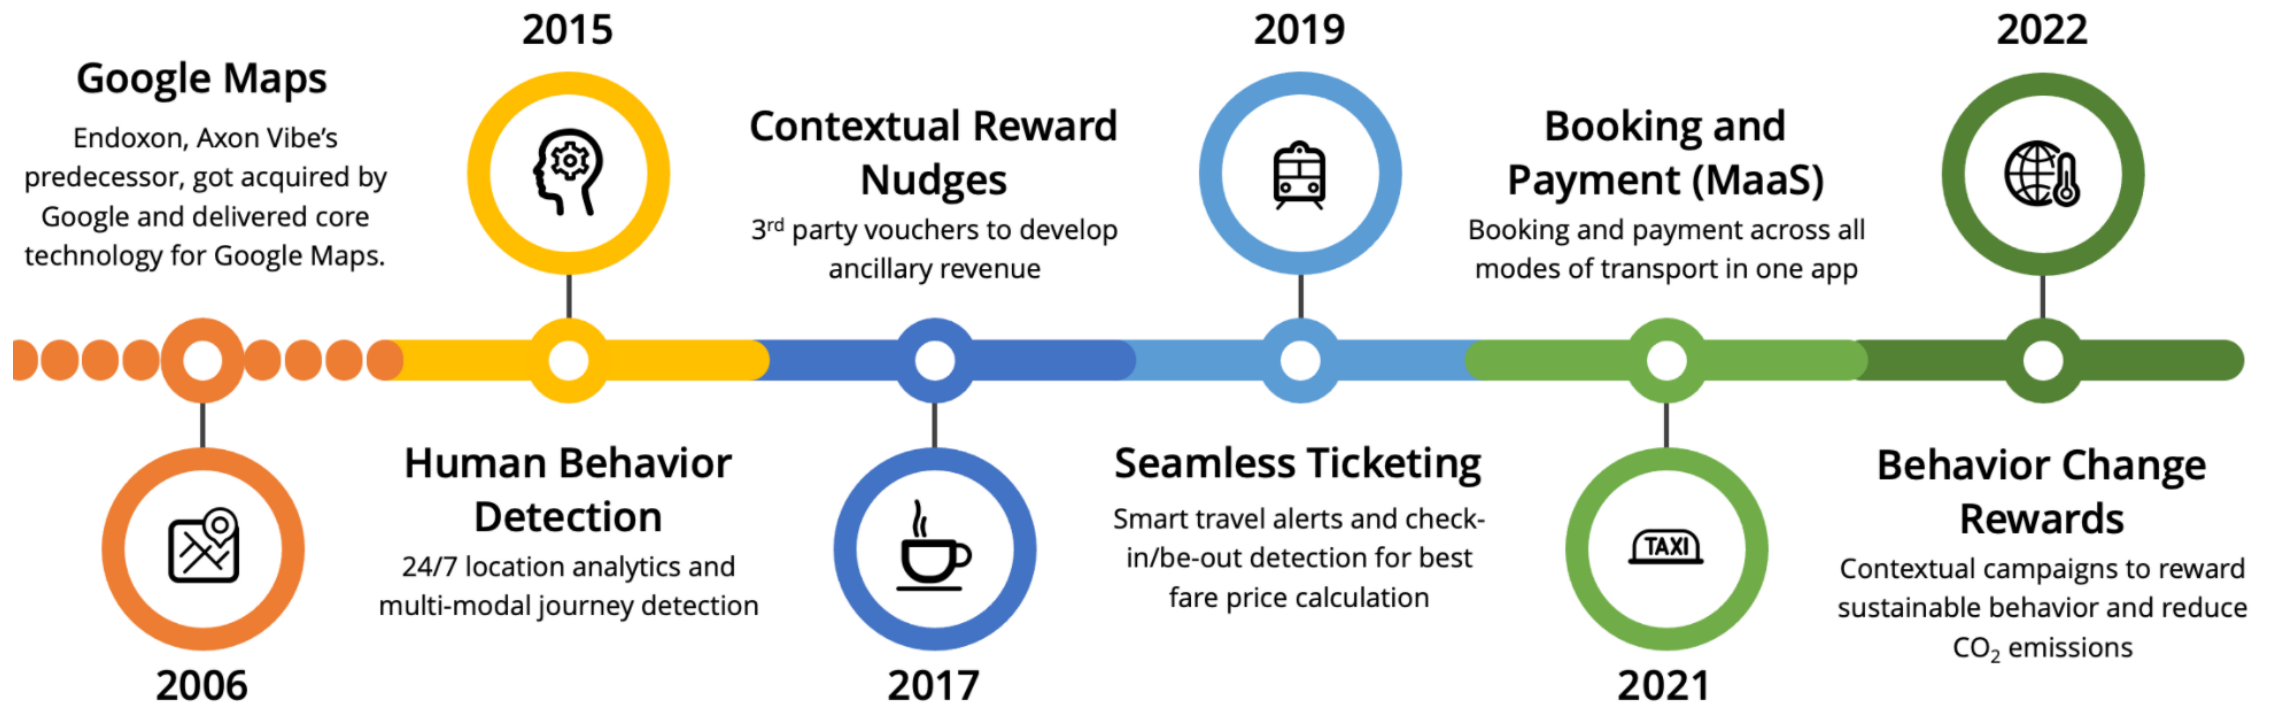 2006
Google Maps
Endoxon, Axon Vibe’s
predecessor, got acquired by
Google and delivered core
technology for Google Maps.
2015
Human Behavior
Detection
24/7 location analytics and
multi-modal journey detection
2017
Contextual Reward
Nudges
3rd party vouchers to develop
ancillary revenue
2019
Seamless Ticketing
Smart travel alerts and check-
in/be-out detection for best
fare price calculation
2021
TAXI
Booking and
Payment (MaaS)
Booking and payment across all
modes of transport in one app
2022
Behavior Change
Rewards
Contextual campaigns to reward
sustainable behavior and reduce
CO₂ emissions